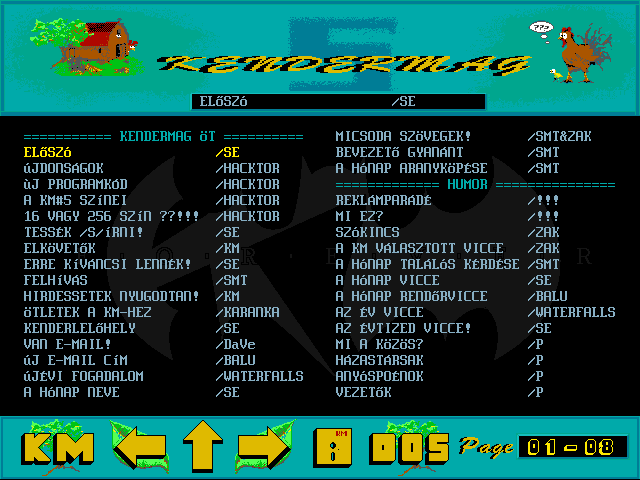 ???
5
KENDERMAG
ELőSZó /SE
=========== KENDERMAG öT ==========
ELőSZó /SE
úJDONSáGOK /HACKTOR
ùJ PROGRAMKóD /HACKTOR
A KM#5 SZíNEI /HACKTOR
16 VAGY 256 SZíN ??!!! /HACKTOR
TESSéK /S/íRNI! /SE
ELKöVETőK /KM
ERRE KíVáNCSI LENNéK! /SE
FELHíVáS /SMT
HIRDESSETEK NYUGODTAN! /KM
öTLETEK A KM-HEZ /KARANKA
KENDERLELőHELY /SE
VAN E-MAIL! /DaVe
úJ E-MAIL CíM /BALU
úJéVI FOGADALOM /WATERFALLS
A HóNAP NEVE /SE
MICSODA SZöVEGEK! /SMT&ZAK
BEVEZETő GYANáNT /SMT
A HóNAP ARANYKöPéSE /SMT
============= HUMOR ===============
REKLáMPARáDé /!!!
MI EZ? /!!!
SZóKINCS /ZAK
A KM VáLASZTOTT VICCE /ZAK
A HóNAP TALáLóS KéRDéSE /SMT
A HóNAP VICCE /SE
A HóNAP RENDőRVICCE /BALU
AZ éV VICCE /WATERFALLS
AZ éVTIZED VICCE! /SE
MI A KöZöS? /P
HáZASTáRSAK /P
ANYóSPOéNOK /P
VEZETőK /P
KM
KM
DOS
Page 01-08